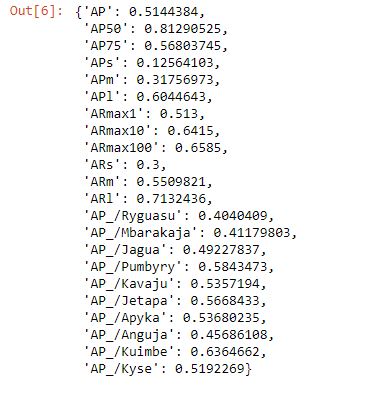 Out[6]: {'AP': 0.5144384,
'AP50': 0.81290525,
'AP75': 0.56803745,
'APs': 0.12564103,
'APm': 0.31756973,
'APl': 0.6044643,
'ARmax1': 0.513,
'ARmax10': 0.6415,
'ARmax100': 0.6585,
'ARs': 0.3,
'ARm': 0.5509821,
'ARl': 0.7132436,
'AP_/Ryguasu': 0.4040409,
'AP_/Mbarakaja': 0.41179803,
'AP_/Jagua': 0.49227837,
'AP_/Pumbyry': 0.5843473,
'AP_/Kavaju': 0.5357194,
'AP_/Jetapa': 0.5668433,
'AP_/Apyka': 0.53680235,
'AP_/Anguja': 0.45686108,
'AP_/Kuimbe': 0.6364662,
'AP_/Kyse': 0.5192269}